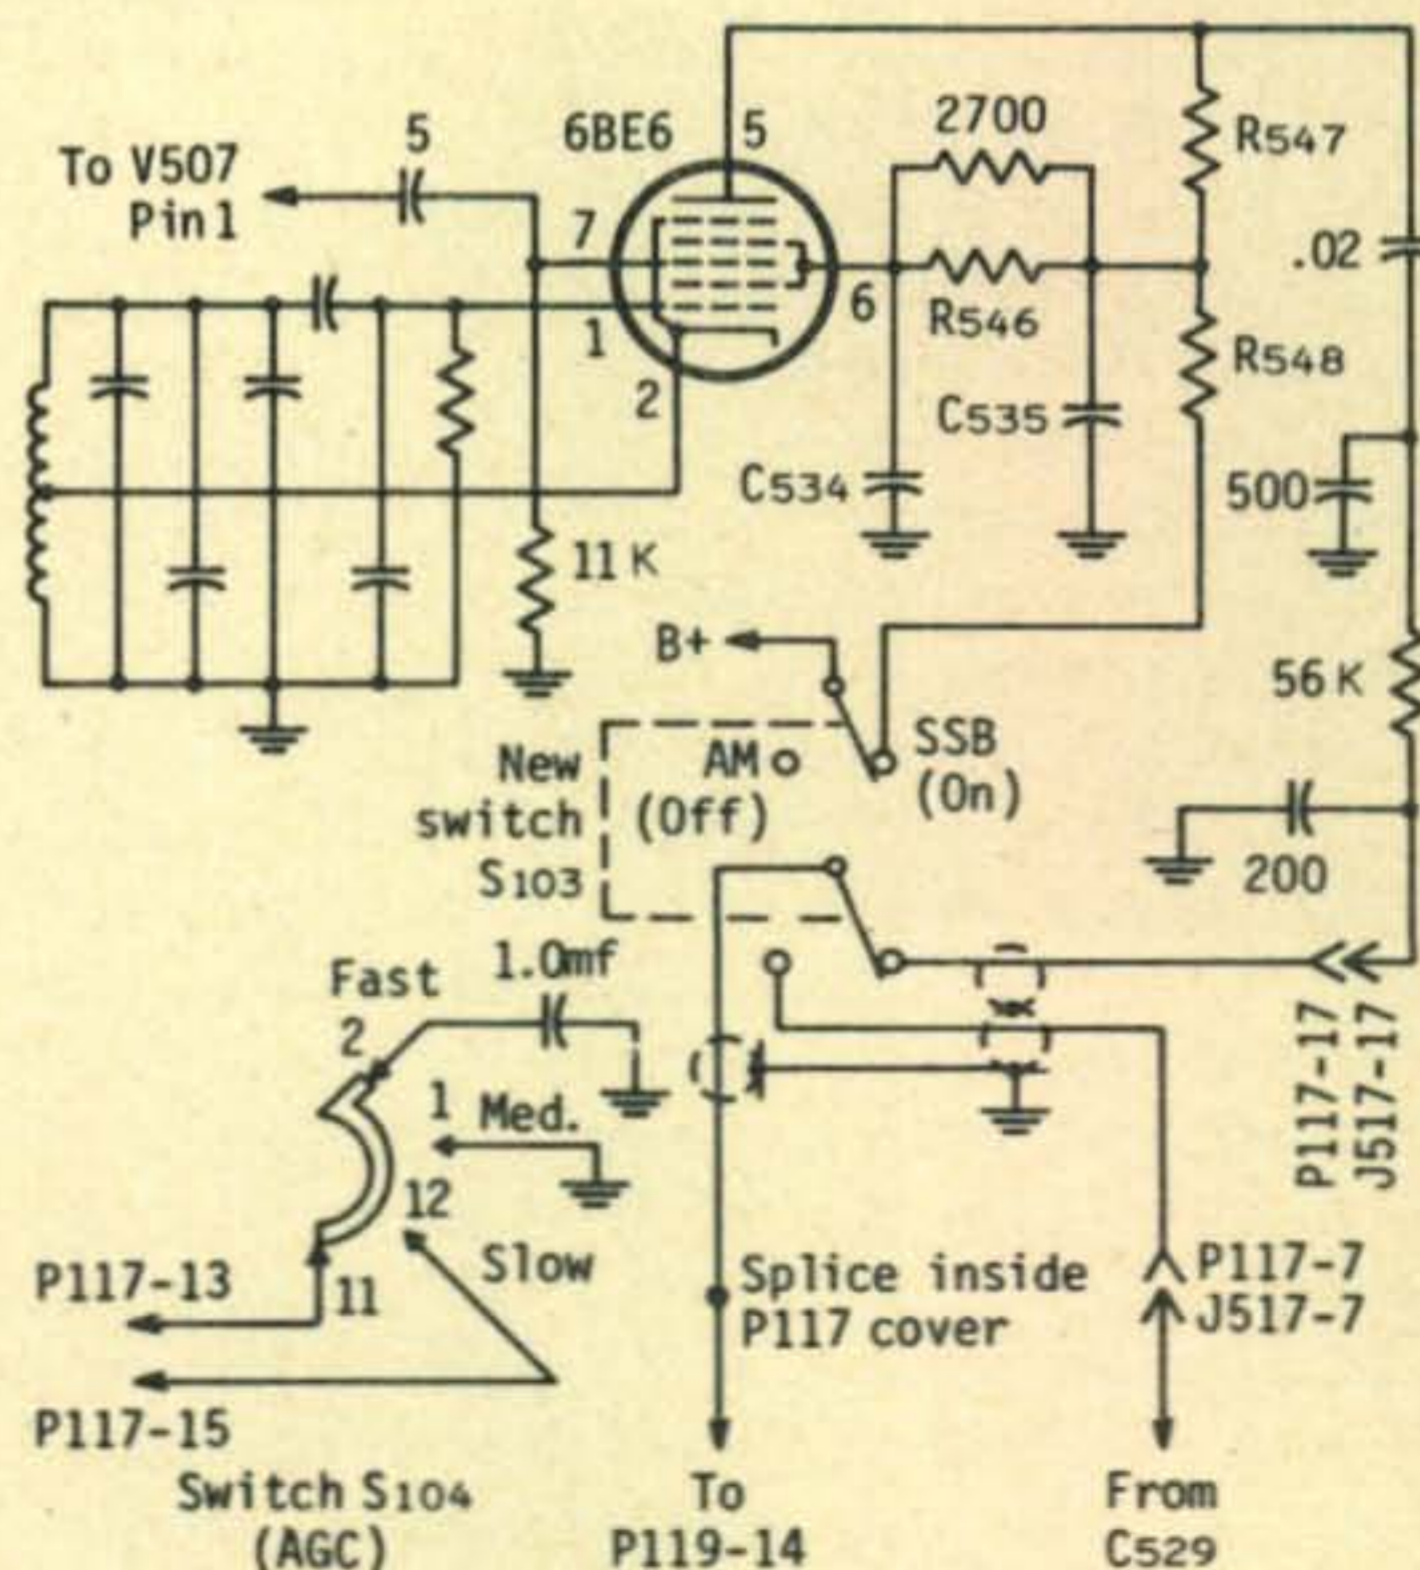 To V507
Pin 1
5
6BE6
5
2700
R547
7
6
R546
.02
1
R548
2
C535
C534
500
11 K
B+
56 K
New
switch
S103
AM
(Off)
SSB
(On)
200
Fast
1.0mf
2
1
Med.
12
Slow
P117-17
J517-17
P117-13
11
Splice inside
P117 cover
P117-7
J517-7
P117-15
Switch S104
(AGC)
To
P119-14
From
C529